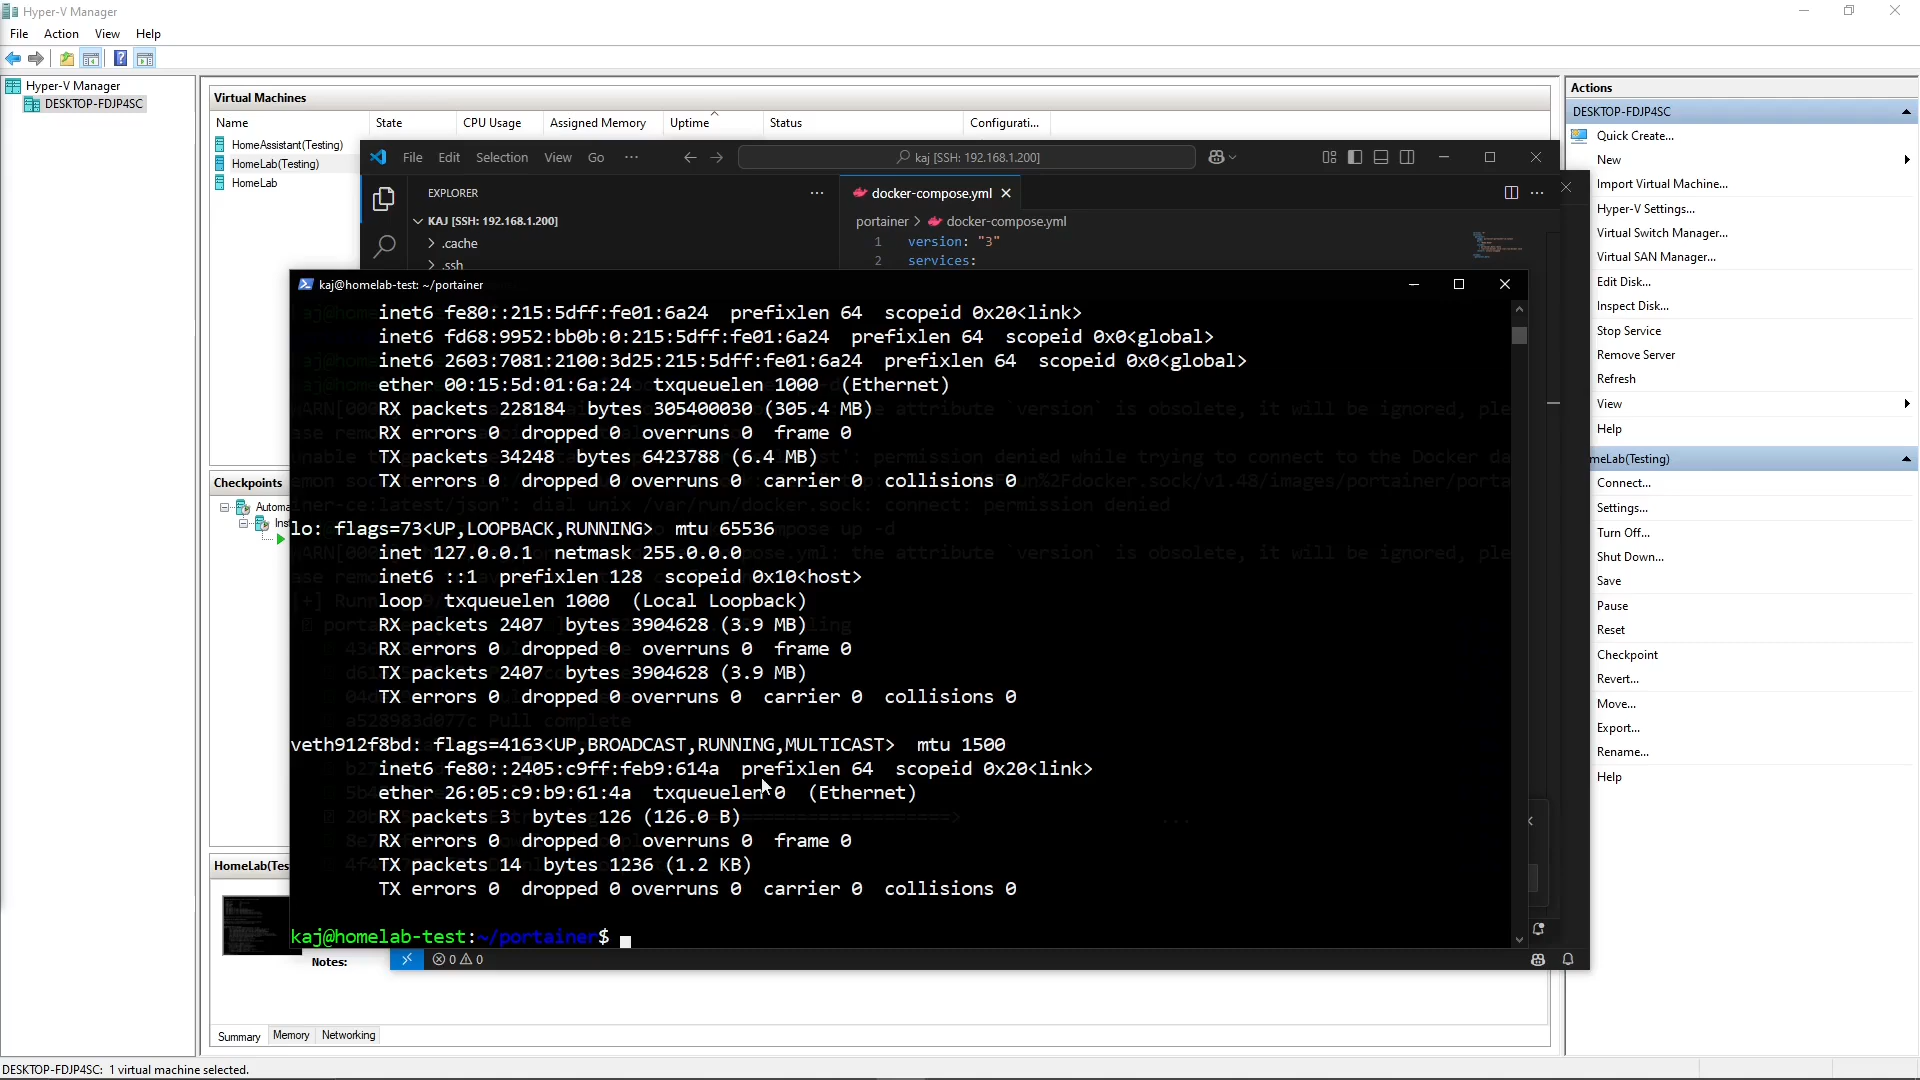 Hyper-V Manager
File Action View Help
Hyper-V Manager
DESKTOP-FDJP4SC
Virtual Machines
Name State CPU Usage Assigned Memory Uptime Status Configurati...
HomeAssistant(Testing)
HomeLab(Testing)
HomeLab
Checkpoints
Automa
Ins
HomeLab(Tes
Notes:
Summary Memory Networking
DESKTOP-FDJP4SC: 1 virtual machine selected.
File Edit Selection View Go ··· kaj [SSH: 192.168.1.200]
EXPLORER
KAJ [SSH: 192.168.1.200]
.cache
.ssh
docker-compose.yml
portainer > docker-compose.yml
1 version: "3"
2 services:
kaj@homelab-test: ~/portainer
inet6 fe80::215:5dff:fe01:6a24 prefixlen 64 scopeid 0x20<link>
inet6 fd68:9952:bb0b:0:215:5dff:fe01:6a24 prefixlen 64 scopeid 0x0<global>
inet6 2603:7081:2100:3d25:215:5dff:fe01:6a24 prefixlen 64 scopeid 0x0<global>
ether 00:15:5d:01:6a:24 txqueuelen 1000 (Ethernet)
RX packets 228184 bytes 305400030 (305.4 MB)
RX errors 0 dropped 0 overruns 0 frame 0
TX packets 34248 bytes 6423788 (6.4 MB)
TX errors 0 dropped 0 overruns 0 carrier 0 collisions 0
lo: flags=73<UP,LOOPBACK,RUNNING> mtu 65536
inet 127.0.0.1 netmask 255.0.0.0
inet6 ::1 prefixlen 128 scopeid 0x10<host>
loop txqueuelen 1000 (Local Loopback)
RX packets 2407 bytes 3904628 (3.9 MB)
RX errors 0 dropped 0 overruns 0 frame 0
TX packets 2407 bytes 3904628 (3.9 MB)
TX errors 0 dropped 0 overruns 0 carrier 0 collisions 0
veth912f8bd: flags=4163<UP,BROADCAST,RUNNING,MULTICAST> mtu 1500
inet6 fe80::2405:c9ff:feb9:614a prefixlen 64 scopeid 0x20<link>
ether 26:05:c9:b9:61:4a txqueuelen 0 (Ethernet)
RX packets 3 bytes 126 (126.0 B)
RX errors 0 dropped 0 overruns 0 frame 0
TX packets 14 bytes 1236 (1.2 KB)
TX errors 0 dropped 0 overruns 0 carrier 0 collisions 0
kaj@homelab-test:~/portainer$
0 0
Actions
DESKTOP-FDJP4SC
Quick Create...
New
Import Virtual Machine...
Hyper-V Settings...
Virtual Switch Manager...
Virtual SAN Manager...
Edit Disk...
Inspect Disk...
Stop Service
Remove Server
Refresh
View
Help
meLab(Testing)
Connect...
Settings...
Turn Off...
Shut Down...
Save
Pause
Reset
Checkpoint
Revert...
Move...
Export...
Rename...
Help